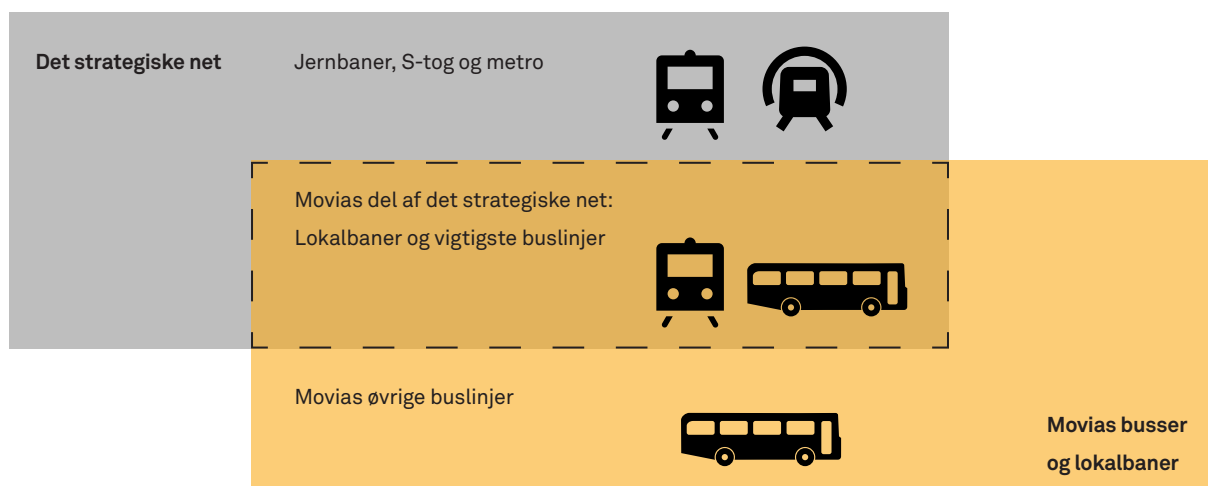 Det strategiske net
Jernbaner, S-tog og metro
Movias del af det strategiske net:
Lokalbaner og vigtigste buslinjer
Movias øvrige buslinjer
Movias busser
og lokalbaner